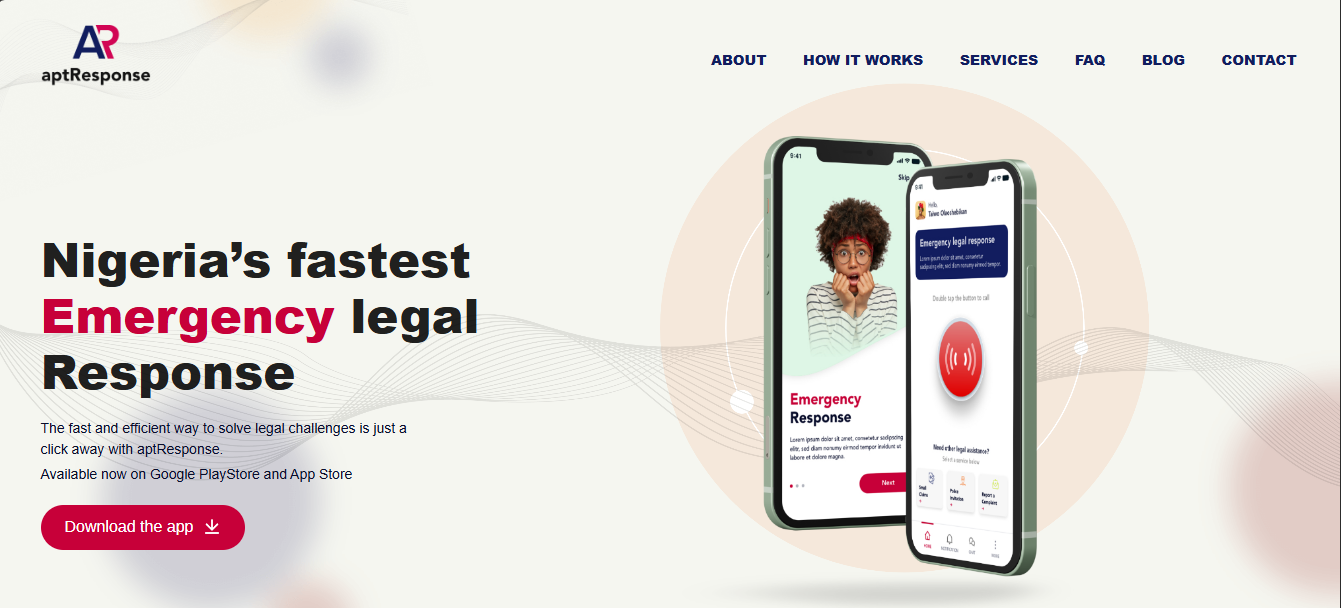 AR
aptResponse
ABOUT HOW IT WORKS SERVICES FAQ BLOG CONTACT
Nigeria’s fastest
Emergency legal
Response
The fast and efficient way to solve legal challenges is just a
click away with aptResponse.
Available now on Google PlayStore and App Store
Download the app
9:41
Skip
Emergency
Response
Lorem ipsum dolor sit amet, consetetur sadipscing
elitr, sed diam nonumy eirmod tempor invidunt ut
labore et dolore magna.
Next
9:41
Hello,
Taiwo
Emergency legal response
Lorem ipsum dolor sit amet, consetetur
sadipscing elitr, sed diam nonumy eirmod tempor.
Double tap the button to call
Need other legal assistance?
Select a service below
Small
Claims
Police
Invitation
Report a
Complaint
HOME
NOTIFICATION
CHAT
MORE